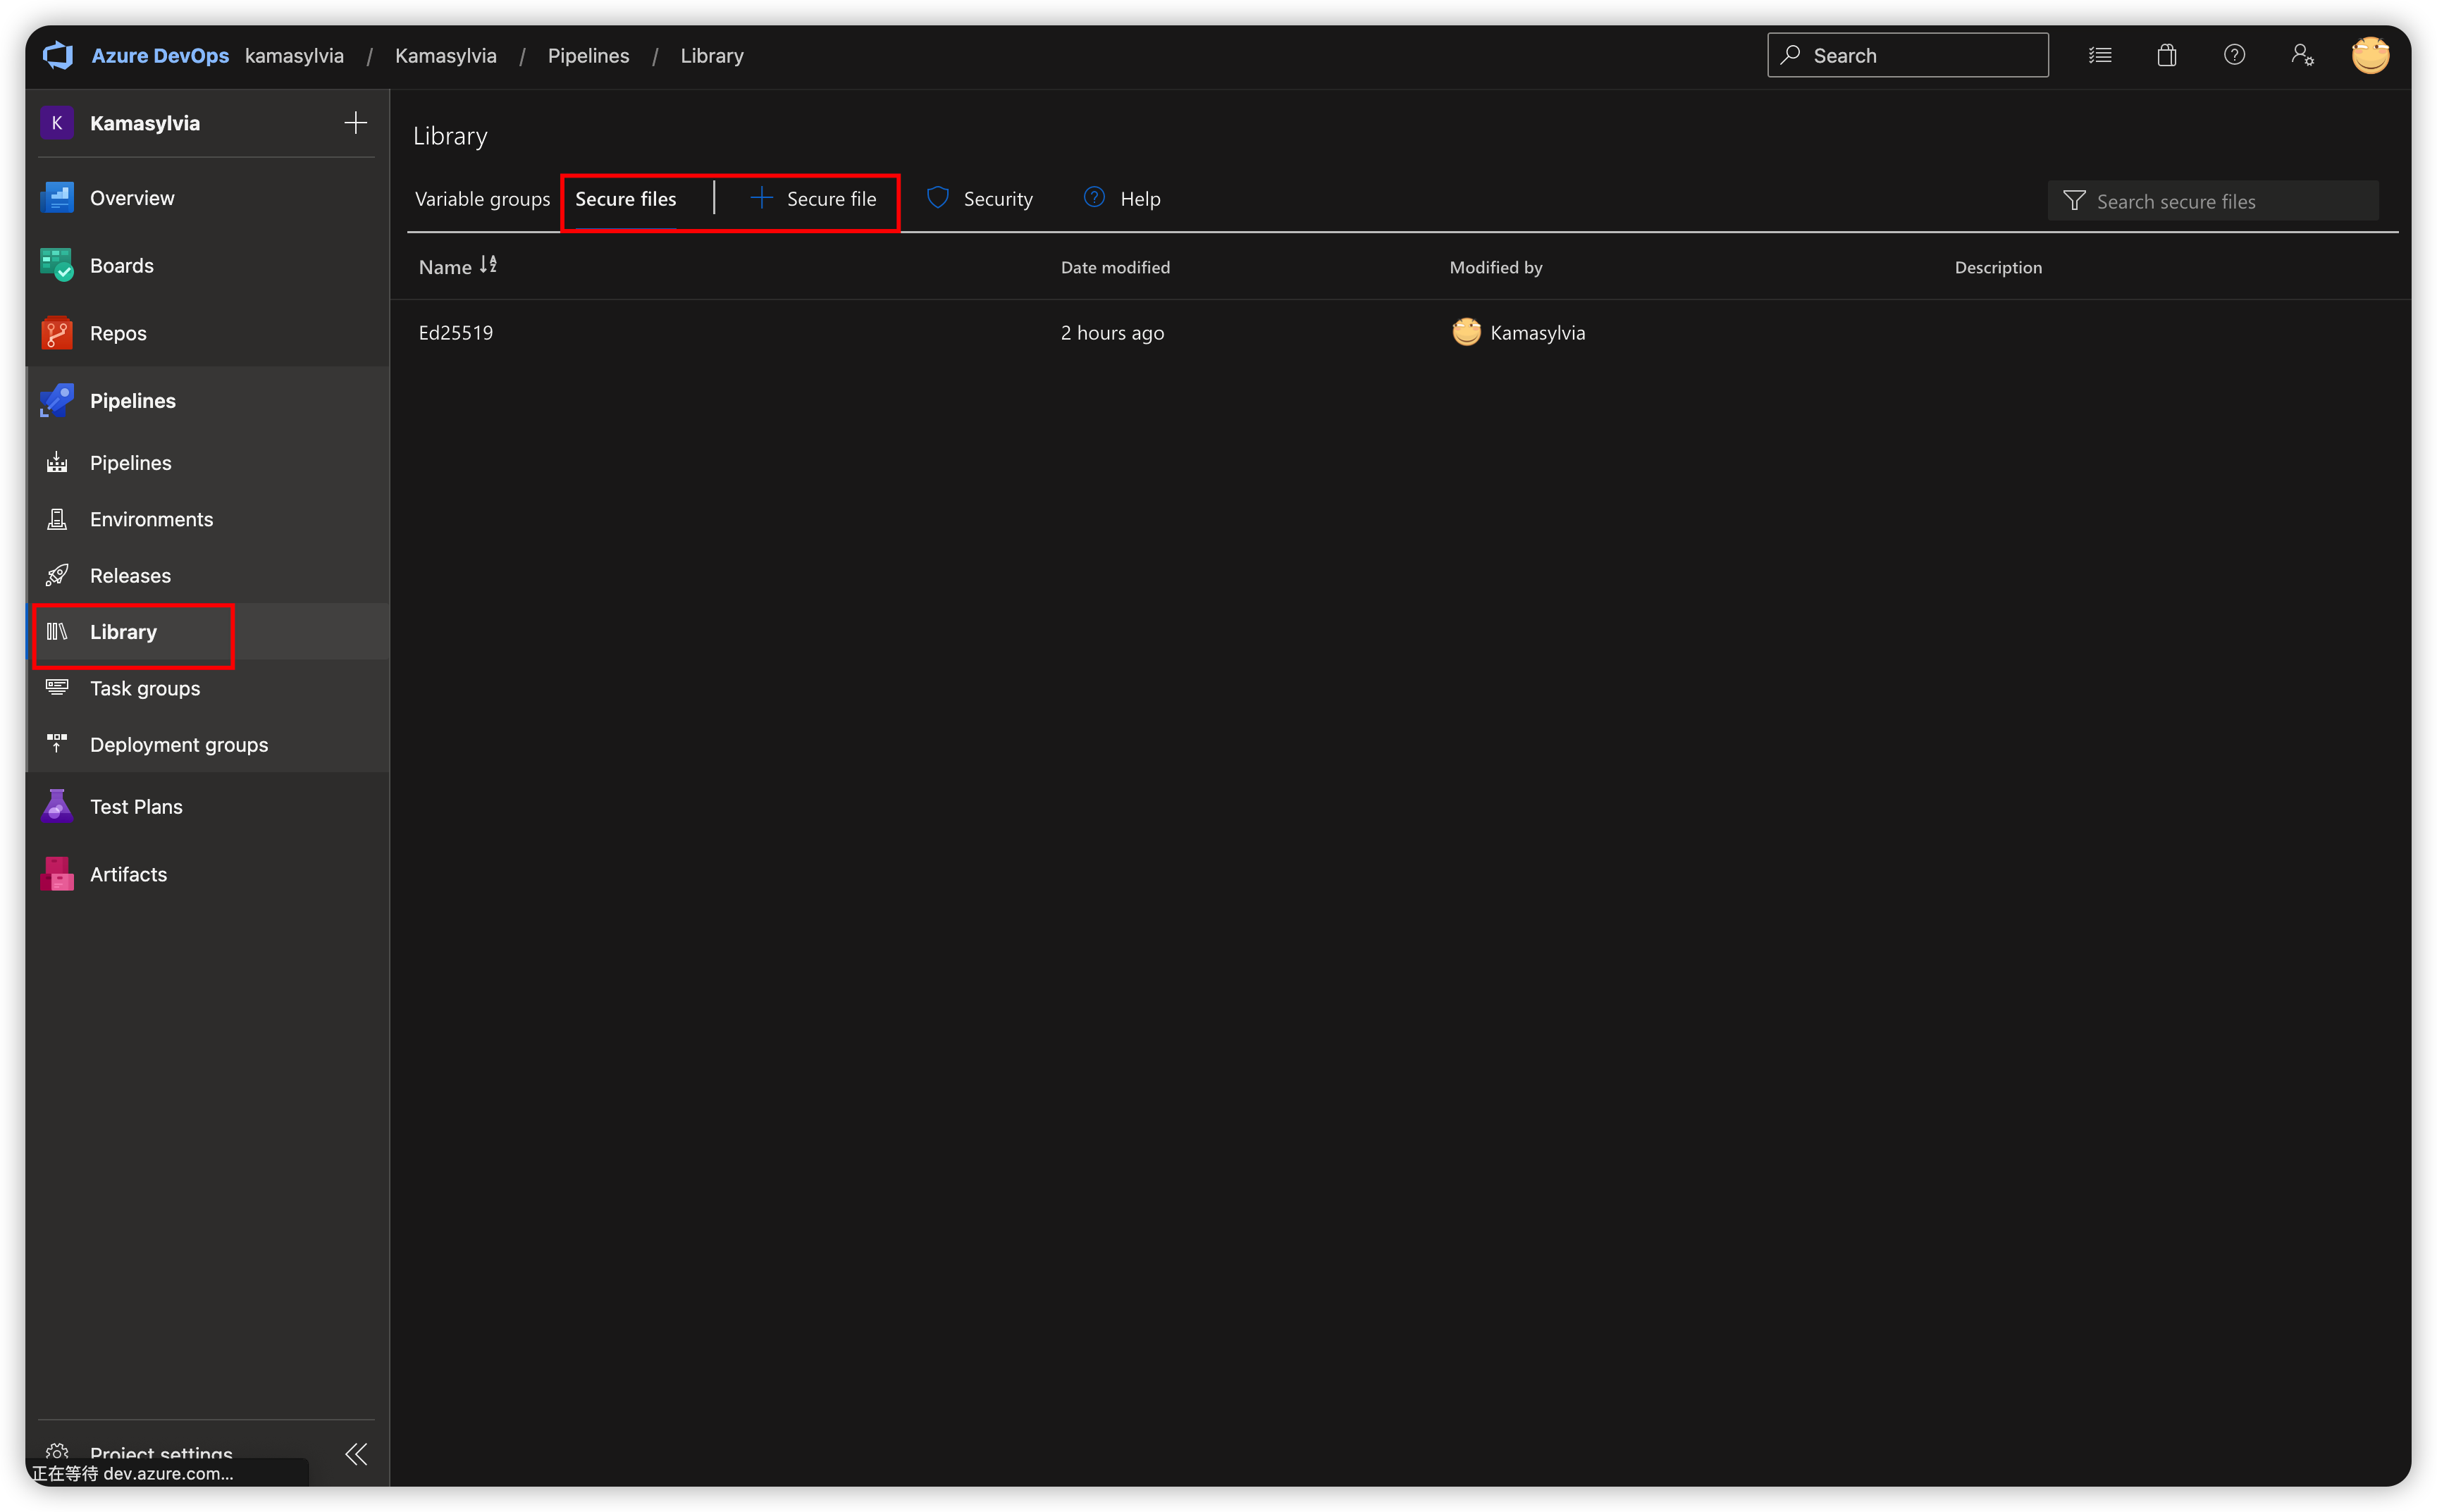 Azure DevOps kamasylvia / Kamasylvia / Pipelines / Library
Search
K Kamasylvia
Overview
Boards
Repos
Pipelines
Pipelines
Environments
Releases
Library
Task groups
Deployment groups
Test Plans
Artifacts
Project settings
正在等待 dev.azure.com...
Library
Variable groups Secure files Secure file Security Help
Search secure files
Name Date modified Modified by Description
Ed25519 2 hours ago Kamasylvia